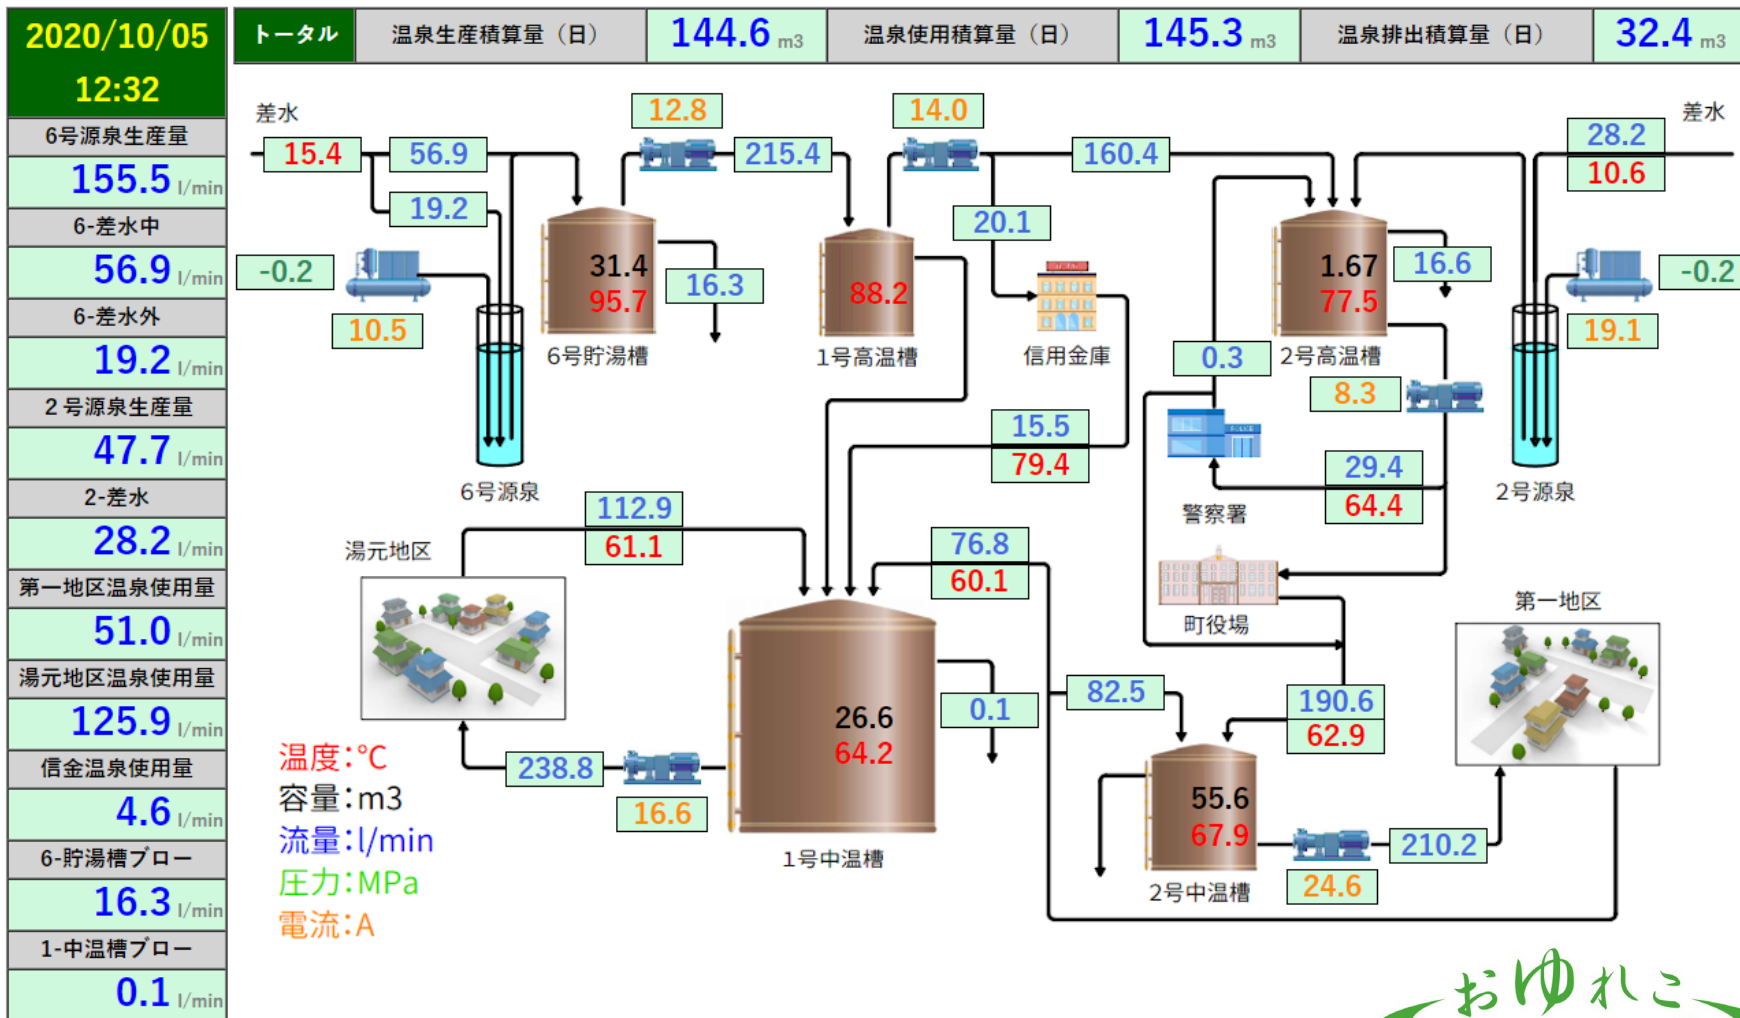 2020/10/05
12:32
トータル
温泉生産積算量（日）
144.6 m3
温泉使用積算量（日）
145.3 m3
温泉排出積算量（日）
32.4 m3
6号源泉生産量
155.5 l/min
6-差水中
56.9 l/min
6-差水外
19.2 l/min
２号源泉生産量
47.7 l/min
2-差水
28.2 l/min
第一地区温泉使用量
51.0 l/min
湯元地区温泉使用量
125.9 l/min
信金温泉使用量
4.6 l/min
6-貯湯槽ブロー
16.3 l/min
1-中温槽ブロー
0.1 l/min
差水
15.4
56.9
19.2
12.8
215.4
14.0
160.4
差水
28.2
10.6
-0.2
10.5
31.4
95.7
16.3
6号貯湯槽
88.2
1号高温槽
20.1
信用金庫
1.67
77.5
16.6
2号高温槽
-0.2
19.1
0.3
8.3
15.5
79.4
6号源泉
29.4
64.4
警察署
POLICE
2号源泉
112.9
61.1
湯元地区
76.8
60.1
町役場
第一地区
26.6
64.2
1号中温槽
0.1
82.5
190.6
62.9
238.8
16.6
55.6
67.9
2号中温槽
210.2
24.6
温度：℃
容量：m3
流量：l/min
圧力：MPa
電流：A
おゆれこ